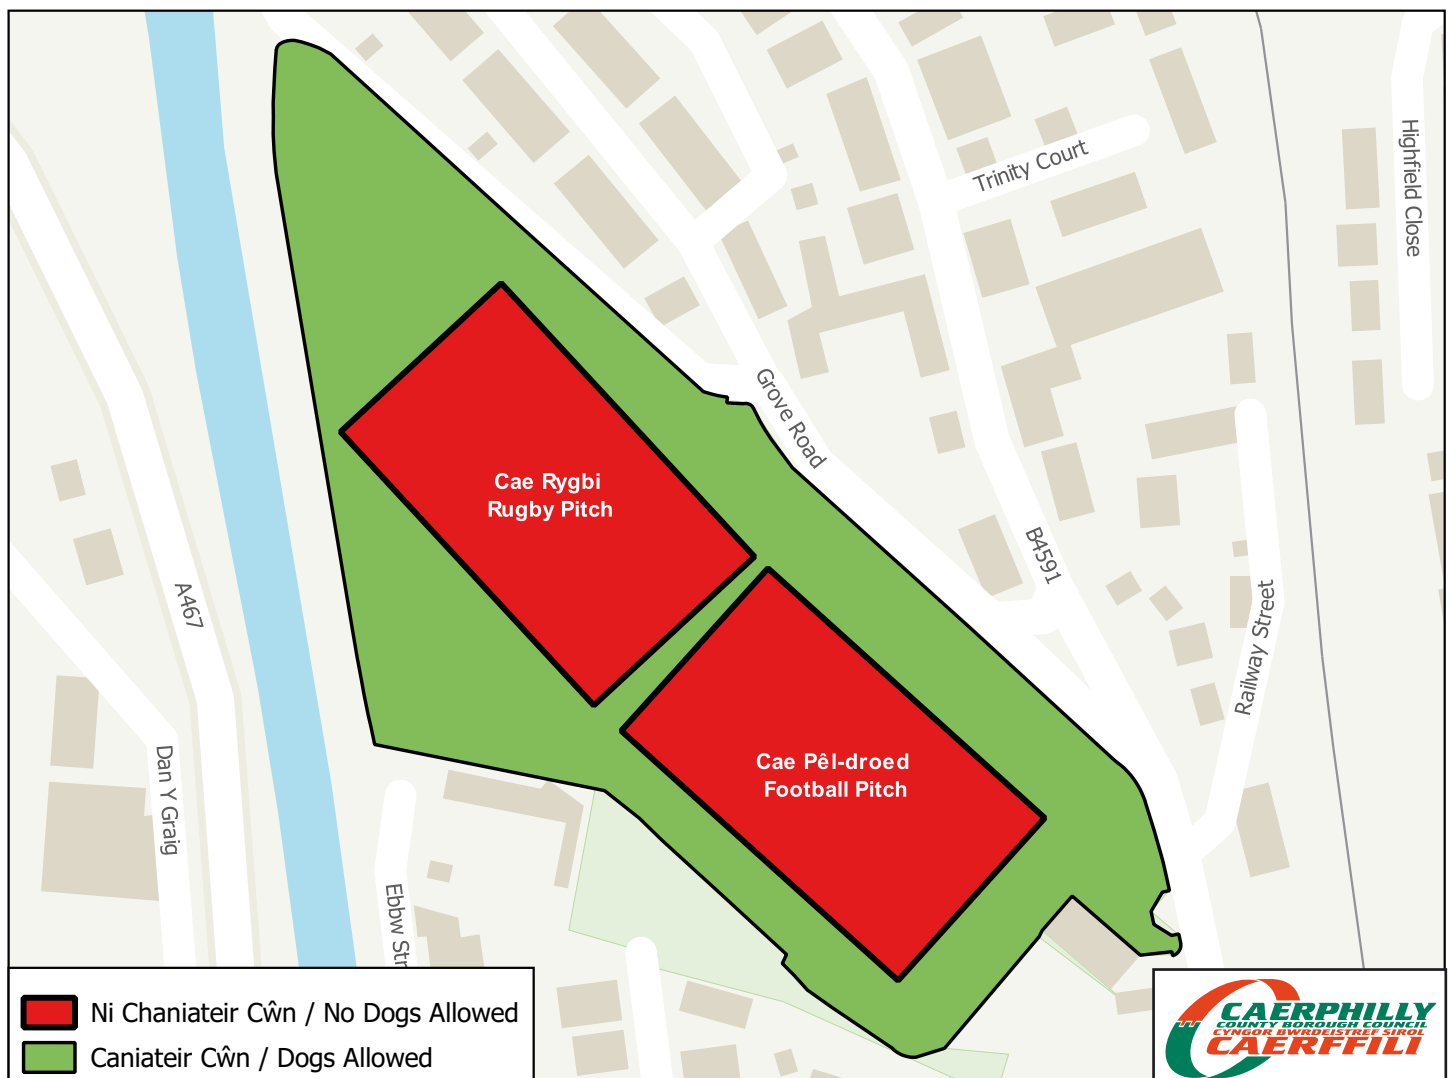 Highfield Close
Trinity Court
Grove Road
Cae Rygbi
Rugby Pitch
B4591
A467
Railway Street
Dan Y Graig
Cae Pêl-droed
Football Pitch
Ebbw Str
Ni Chaniateir Cŵn / No Dogs Allowed
Caniateir Cŵn / Dogs Allowed
CAERPHILLY
COUNTY BOROUGH COUNCIL
CYNGOR BWRDEISTREF SIROL
CAERFFILI